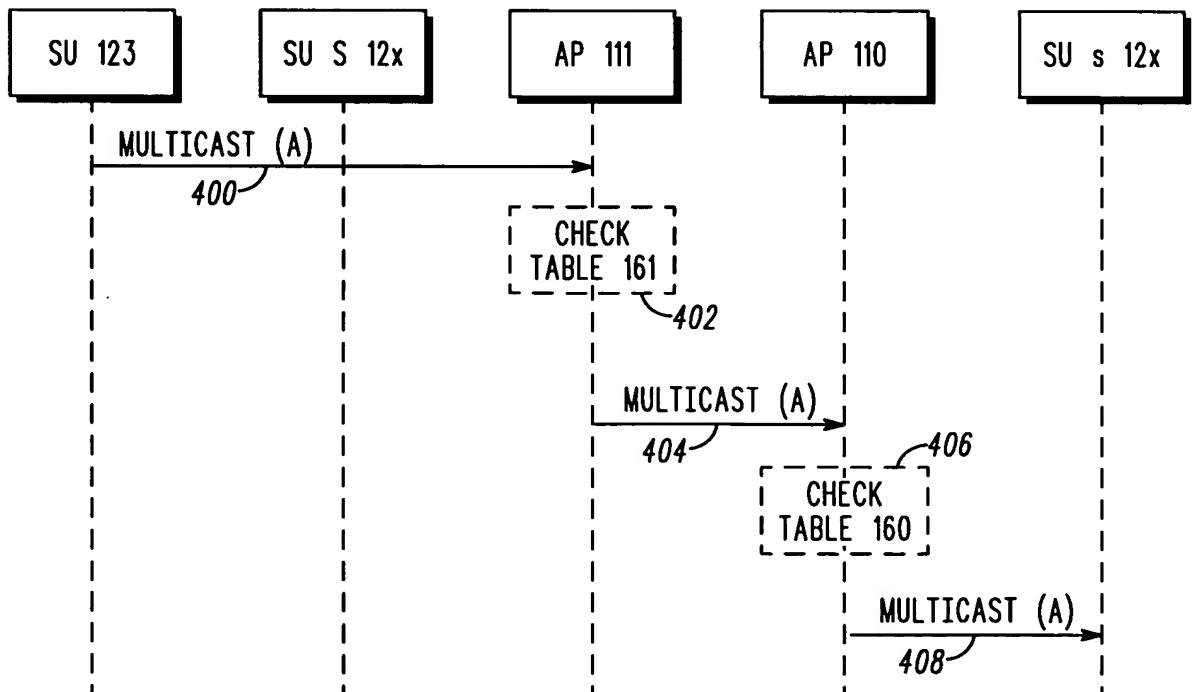 SU 123
SU S 12x
AP 111
AP 110
SU s 12x
MULTICAST (A)
400
CHECK
TABLE 161
402
MULTICAST (A)
404
406
CHECK
TABLE 160
MULTICAST (A)
408